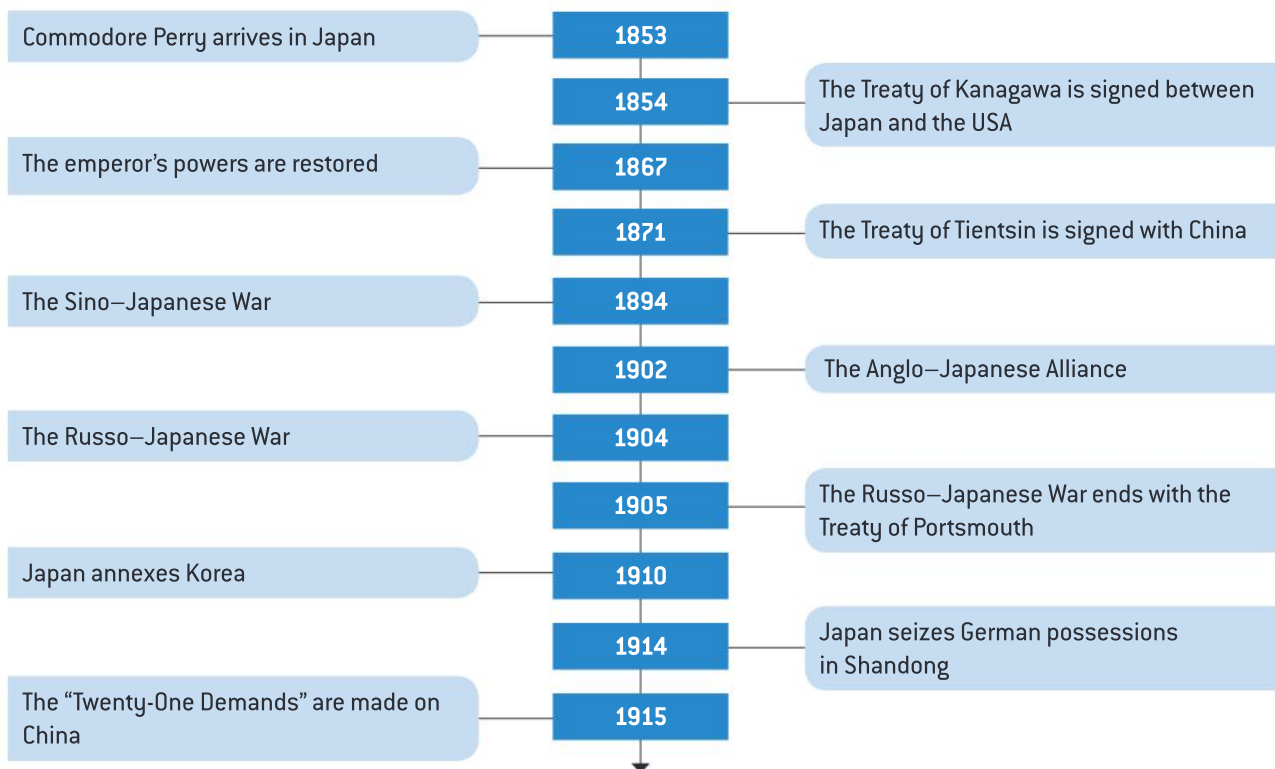 Commodore Perry arrives in Japan
1853
1854
The Treaty of Kanagawa is signed between
Japan and the USA
The emperor’s powers are restored
1867
1871
The Treaty of Tientsin is signed with China
The Sino–Japanese War
1894
1902
The Anglo–Japanese Alliance
The Russo–Japanese War
1904
1905
The Russo–Japanese War ends with the
Treaty of Portsmouth
Japan annexes Korea
1910
1914
Japan seizes German possessions
in Shandong
The “Twenty-One Demands” are made on
China
1915